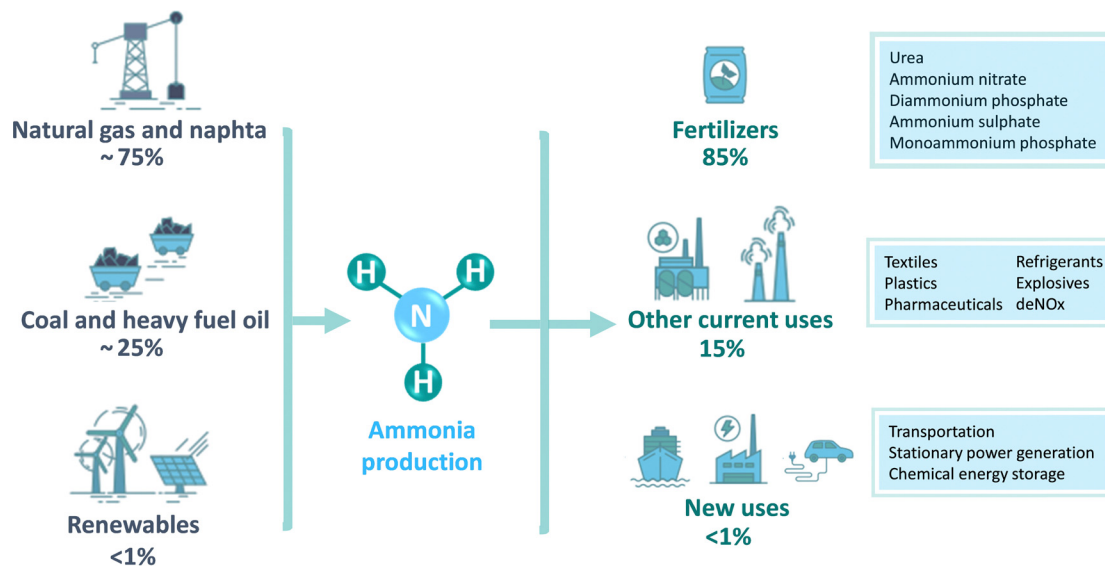 Natural gas and naphta
~ 75%
Coal and heavy fuel oil
~ 25%
Renewables
<1%
H
H
N
H
Ammonia
production
Fertilizers
85%
Other current uses
15%
New uses
<1%
Urea
Ammonium nitrate
Diammonium phosphate
Ammonium sulphate
Monoammonium phosphate
Textiles
Plastics
Pharmaceuticals
Refrigerants
Explosives
deNOx
Transportation
Stationary power generation
Chemical energy storage